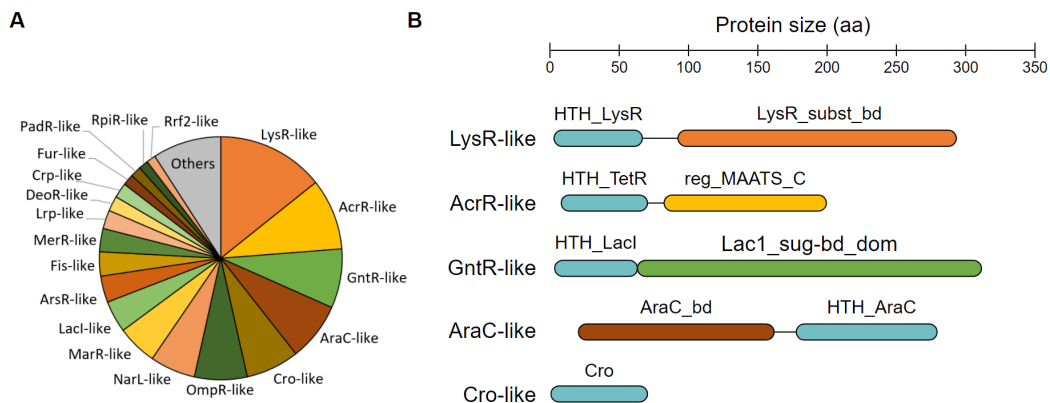 A
RpiR-like
Rrf2-like
PadR-like
LysR-like
Fur-like
Others
Crp-like
DeoR-like
AcrR-like
Lrp-like
MerR-like
GntR-like
Fis-like
ArsR-like
LacI-like
AraC-like
MarR-like
Cro-like
NarL-like
OmpR-like
B
Protein size (aa)
0 50 100 150 200 250 300 350
HTH_LysR LysR_subst_bd
LysR-like
HTH_TetR reg_MAATS_C
AcrR-like
HTH_LacI Lac1_sug-bd_dom
GntR-like
AraC_bd HTH_AraC
AraC-like
Cro
Cro-like